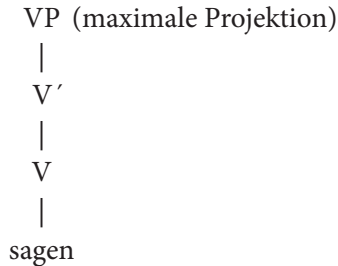 VP (maximale Projektion)
|
V´
|
V
|
sagen